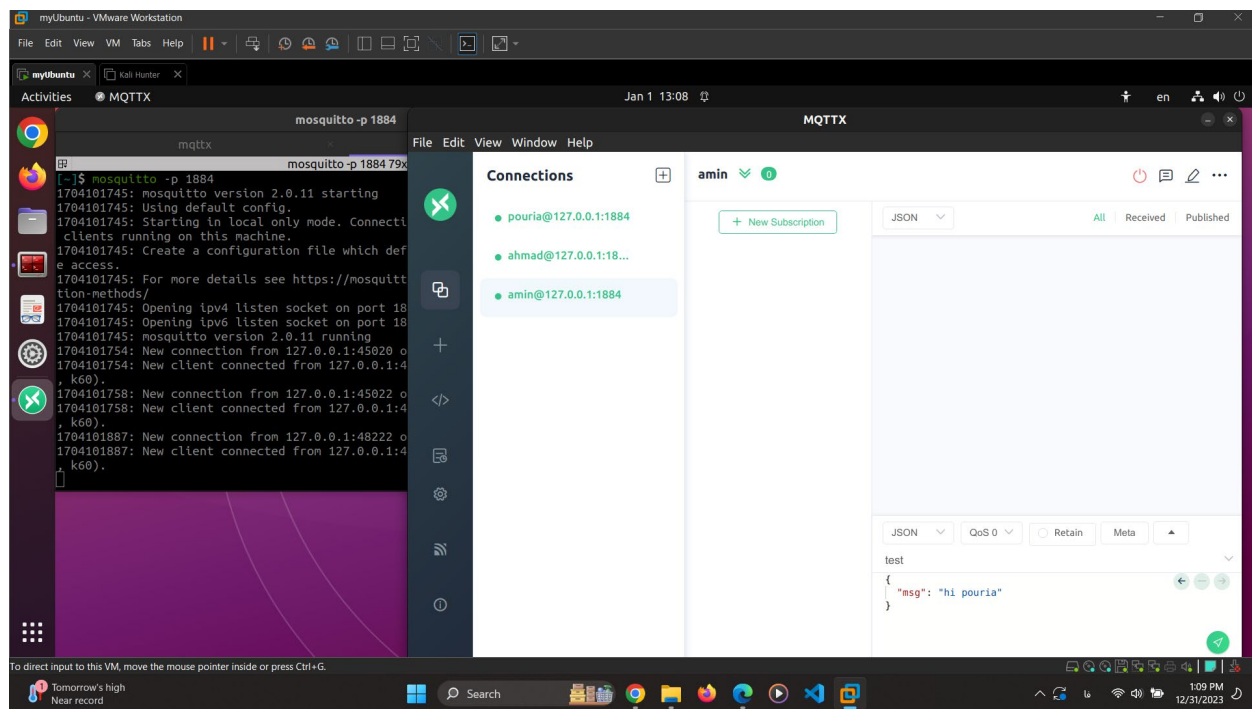 myUbuntu - VMware Workstation
File Edit View VM Tabs Help
myUbuntu
Kali Hunter
Activities MQTTX Jan 1 13:08 en
mosquitto -p 1884
mqttx
mosquitto -p 1884 79x
[~]$ mosquitto -p 1884
1704101745: mosquitto version 2.0.11 starting
1704101745: Using default config.
1704101745: Starting in local only mode. Connecti
clients running on this machine.
1704101745: Create a configuration file which def
e access.
1704101745: For more details see https://mosquitt
tion-methods/
1704101745: Opening ipv4 listen socket on port 18
1704101745: Opening ipv6 listen socket on port 18
1704101745: mosquitto version 2.0.11 running
1704101754: New connection from 127.0.0.1:45020 o
1704101754: New client connected from 127.0.0.1:4
, k60).
1704101758: New connection from 127.0.0.1:45022 o
1704101758: New client connected from 127.0.0.1:4
, k60).
1704101887: New connection from 127.0.0.1:48222 o
1704101887: New client connected from 127.0.0.1:4
, k60).
MQTTX
File Edit View Window Help
Connections
pouria@127.0.0.1:1884
ahmad@127.0.0.1:18...
amin@127.0.0.1:1884
amin 0
+ New Subscription
JSON
All Received Published
JSON QoS 0 Retain Meta
test
{
"msg": "hi pouria"
}
To direct input to this VM, move the mouse pointer inside or press Ctrl+G.
1
Tomorrow's high
Near record
Search
فا
1:09 PM
12/31/2023